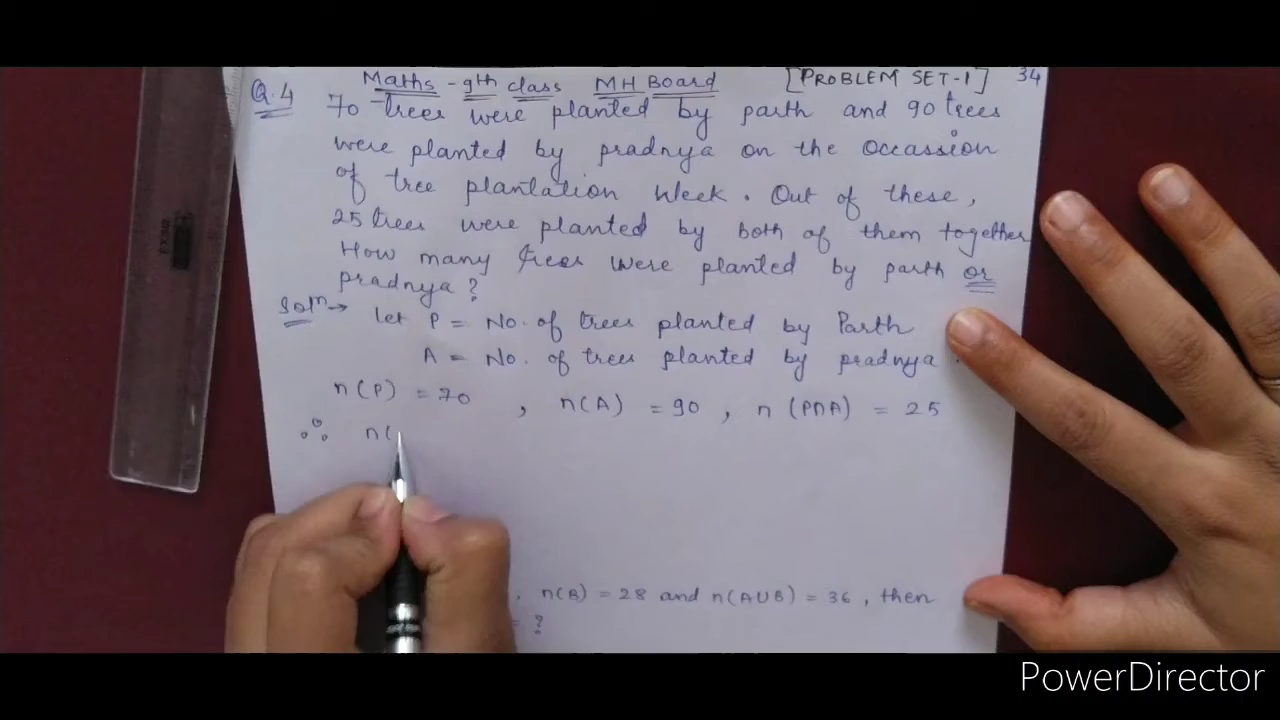 Maths - 9th class MH Board [PROBLEM SET-1] 34
Q.4 70 trees were planted by parth and 90 trees
were planted by pradnya on the occassion
of tree plantation week. Out of these,
25 trees were planted by both of them together
How many trees were planted by parth or
pradnya?
Solⁿ → let P = No. of trees planted by Parth
A = No. of trees planted by pradnya.
n(P) = 70 , n(A) = 90 , n (P∩A) = 25
∴ n(
, n(B) = 28 and n(AUB) = 36 , then
= ?
PowerDirector